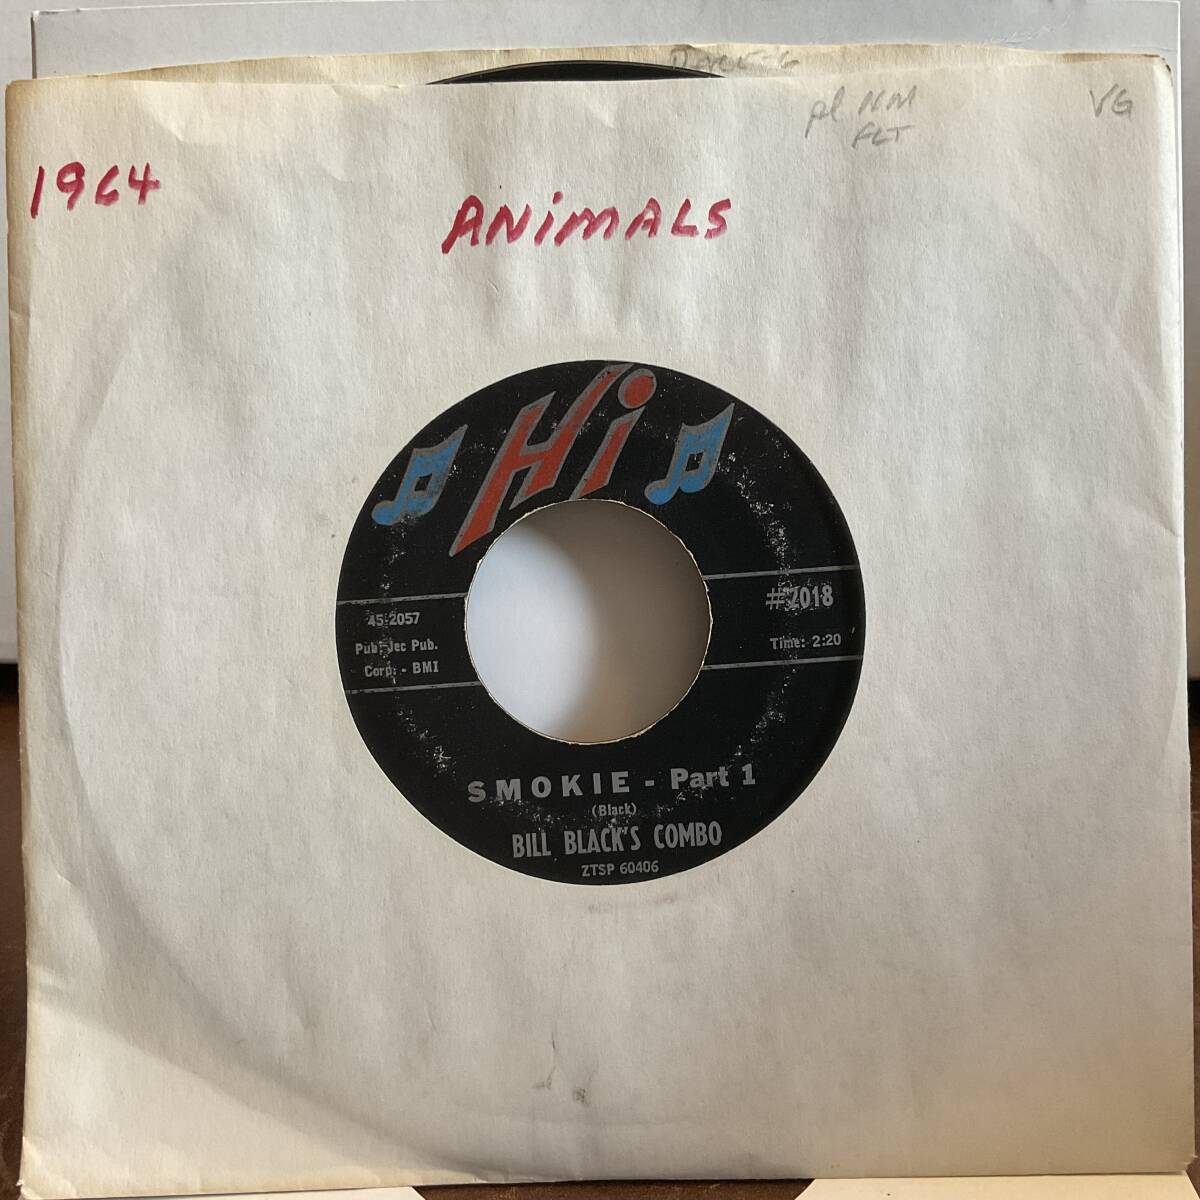 pl NM
FLT
VG
1964
ANiMALS
Hi
45-2057
Pub: Jec Pub.
Corp. - BMI
#2018
Time: 2:20
SMOKIE - Part 1
(Black)
BILL BLACK'S COMBO
ZTSP 60406